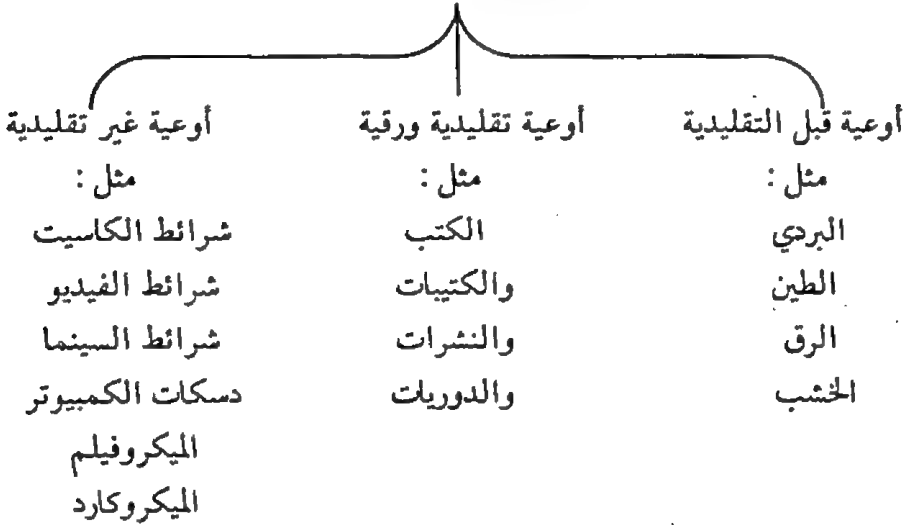 أوعية قبل التقليدية
مثل :
البردي
الطين
الرق
الخشب
أوعية تقليدية ورقية
مثل :
الكتب
والكتيبات
والنشرات
والدوريات
أوعية غير تقليدية
مثل :
شرائط الكاسيت
شرائط الفيديو
شرائط السينما
دسكات الكمبيوتر
الميكروفيلم
الميكروكارد